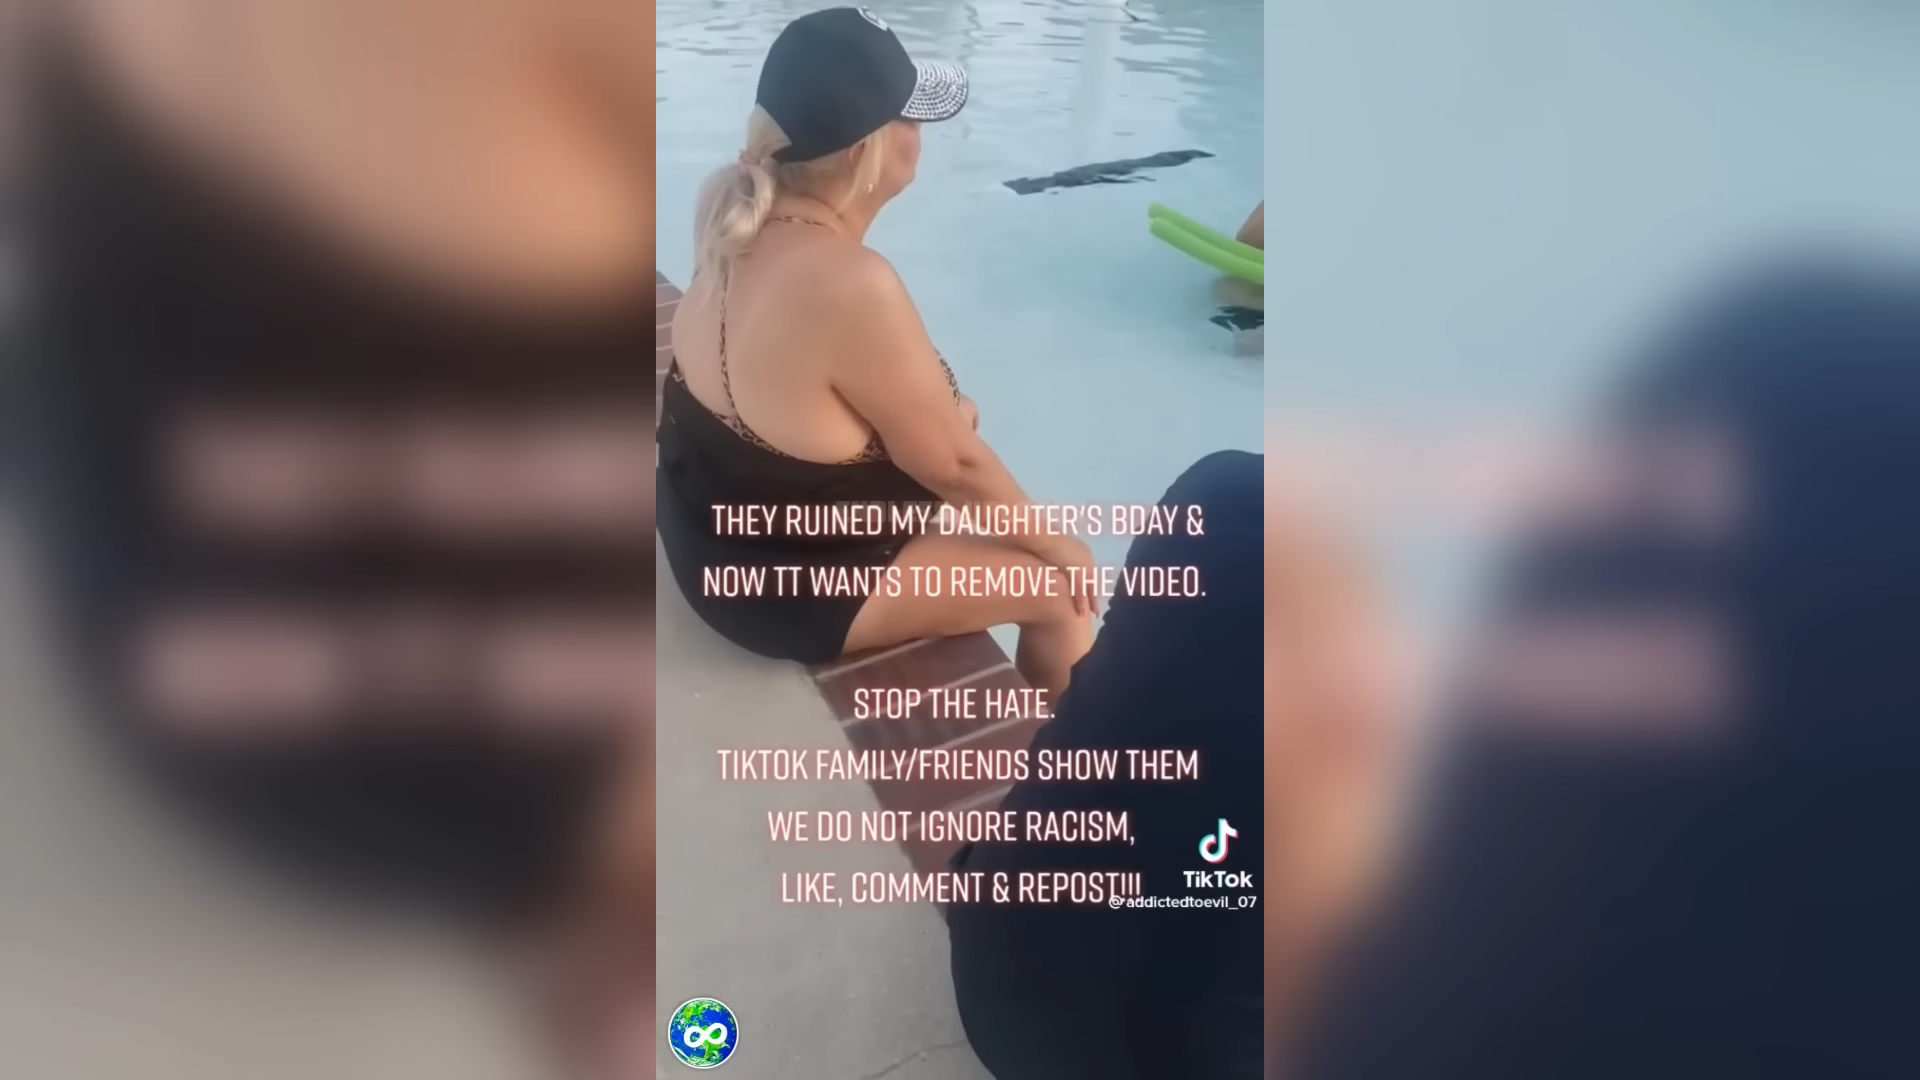 THEY RUINED MY DAUGHTER'S BDAY &
NOW TT WANTS TO REMOVE THE VIDEO.
STOP THE HATE.
TIKTOK FAMILY/FRIENDS SHOW THEM
WE DO NOT IGNORE RACISM,
LIKE, COMMENT & REPOST!!!
TikTok
@addictedtoevil_07